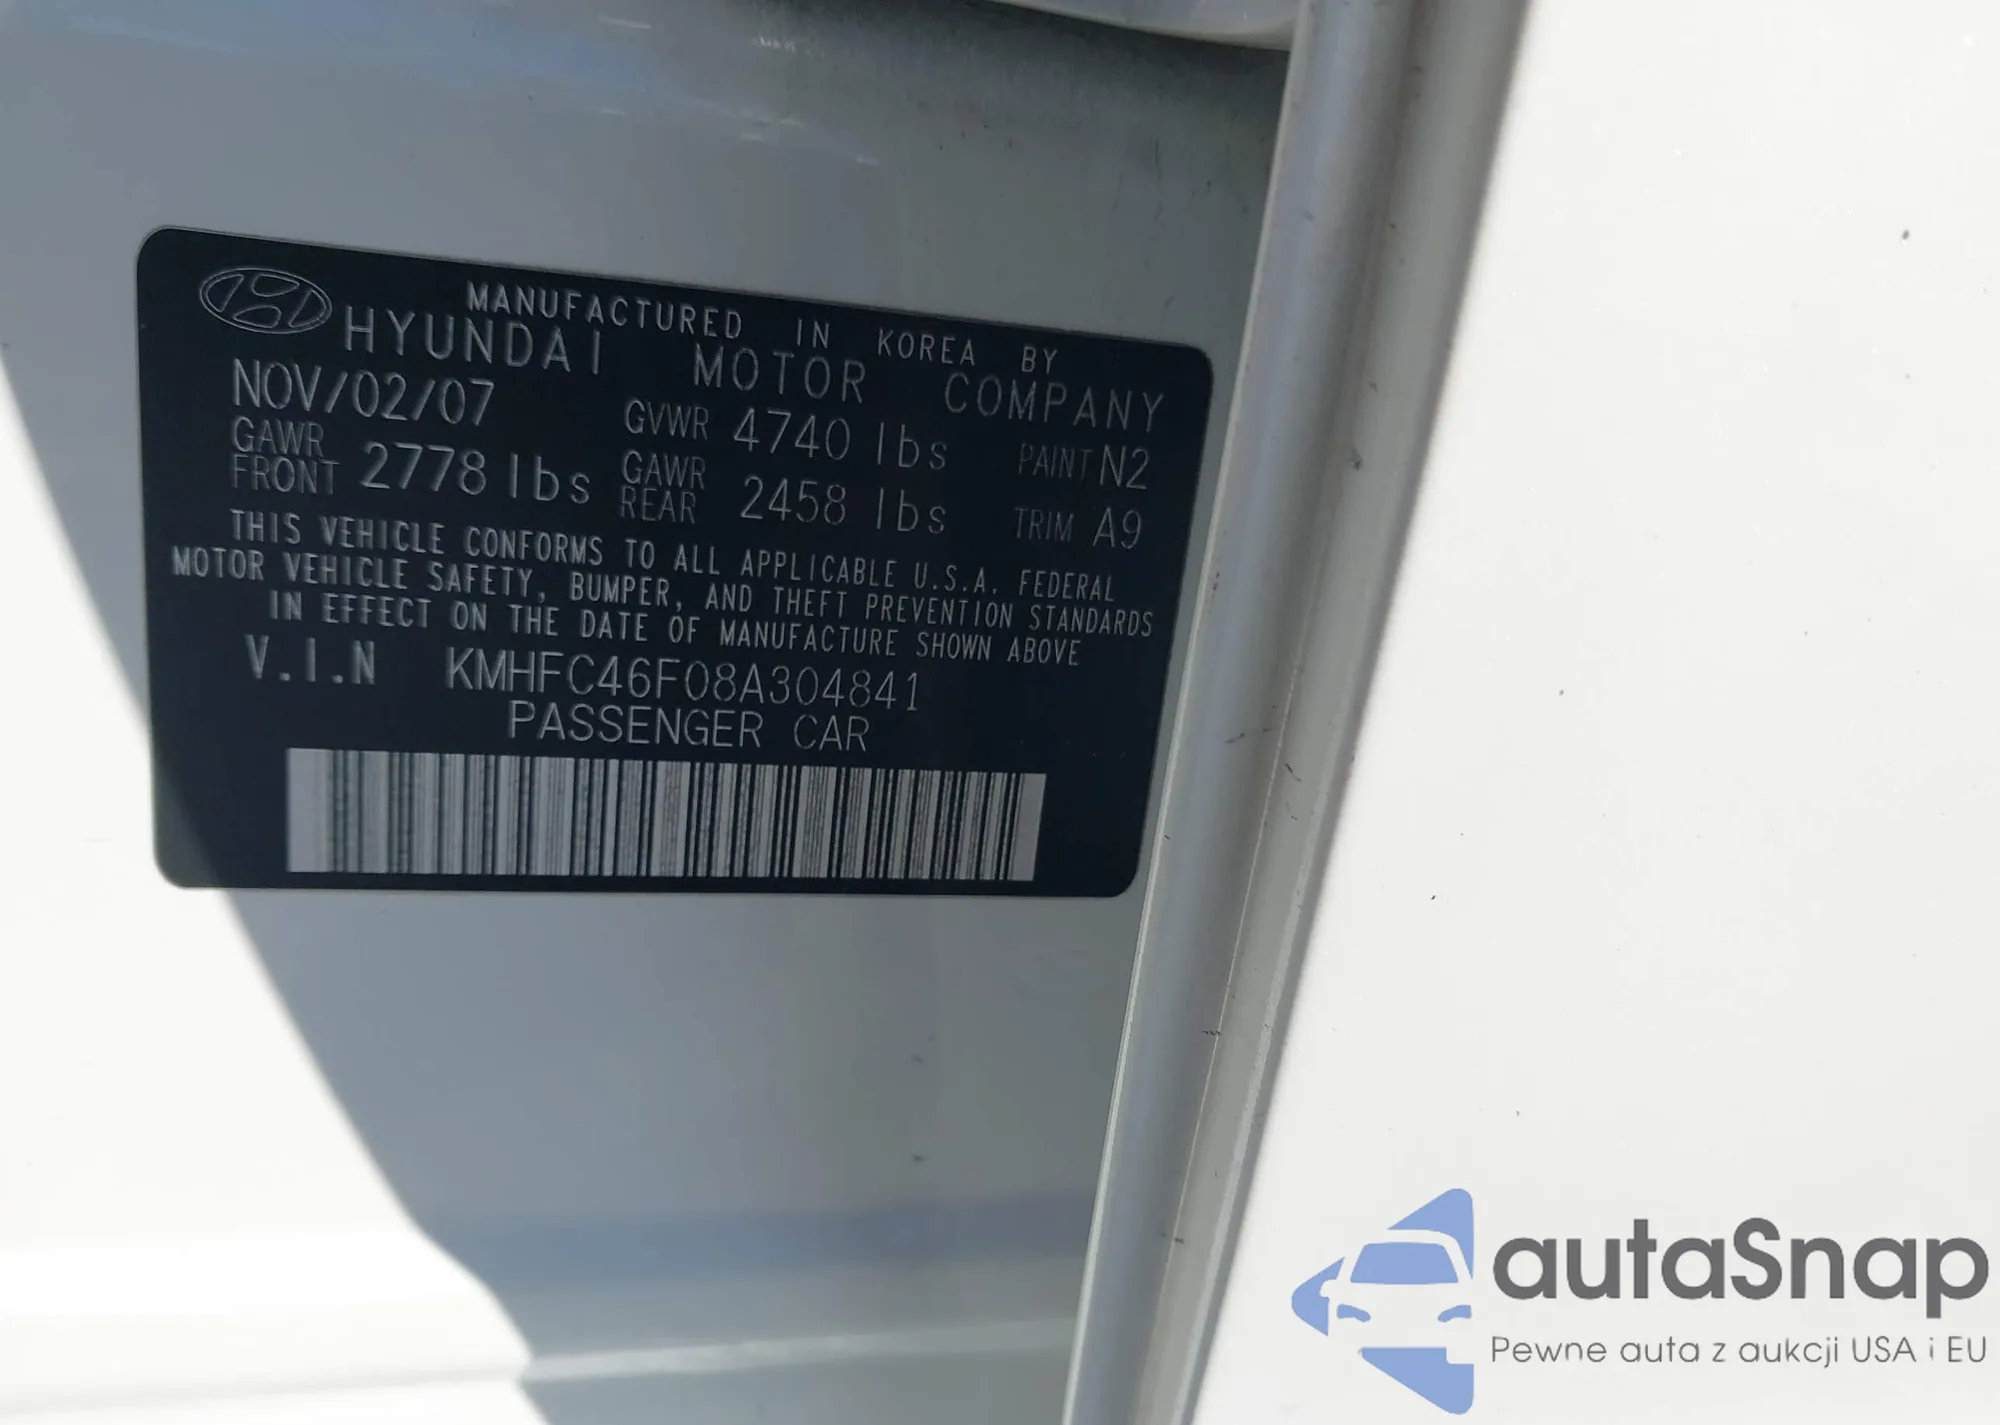 MANUFACTURED IN KOREA BY
HYUNDAI MOTOR COMPANY
NOV/02/07 GVWR 4740 lbs PAINT N2
GAWR FRONT 2778 lbs GAWR REAR 2458 lbs TRIM A9
THIS VEHICLE CONFORMS TO ALL APPLICABLE U.S.A. FEDERAL
MOTOR VEHICLE SAFETY, BUMPER, AND THEFT PREVENTION STANDARDS
IN EFFECT ON THE DATE OF MANUFACTURE SHOWN ABOVE
V.I.N KMHFC46F08A304841
PASSENGER CAR
autaSnap
Pewne auta z aukcji USA i EU